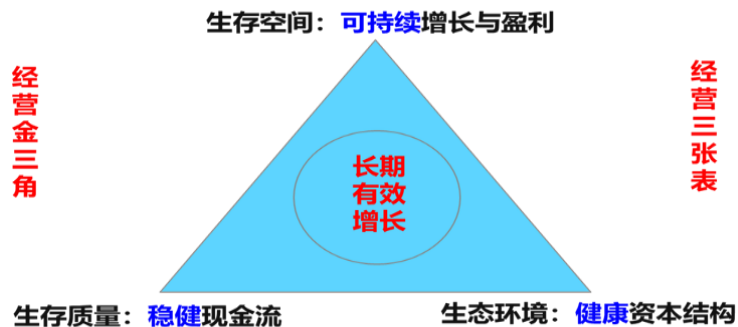 生存空间：可持续增长与盈利
经营金三角
经营三张表
长期
有效
增长
生存质量：稳健现金流
生态环境：健康资本结构